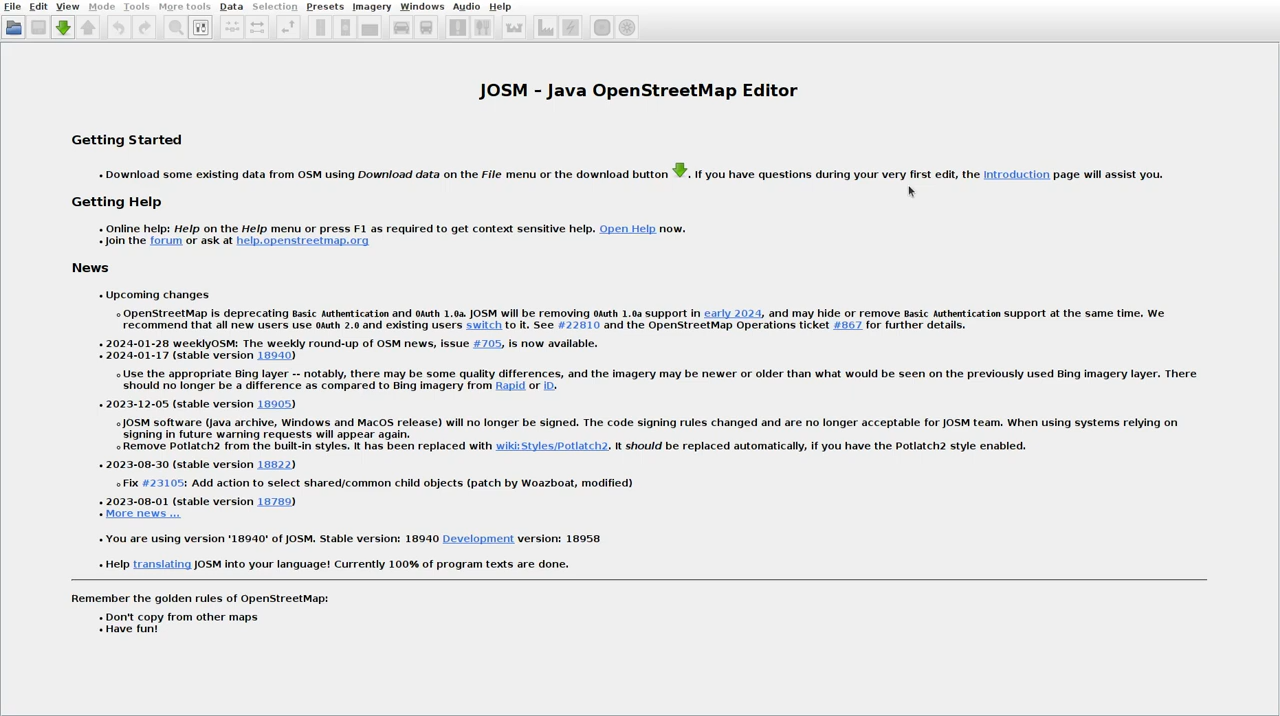 File Edit View Mode Tools More tools Data Selection Presets Imagery Windows Audio Help
JOSM – Java OpenStreetMap Editor
Getting Started
Download some existing data from OSM using Download data on the File menu or the download button . If you have questions during your very first edit, the Introduction page will assist you.
Getting Help
Online help: Help on the Help menu or press F1 as required to get context sensitive help. Open Help now.
Join the forum or ask at help.openstreetmap.org
News
Upcoming changes
OpenStreetMap is deprecating Basic Authentication and OAuth 1.0a. JOSM will be removing OAuth 1.0a support in early 2024, and may hide or remove Basic Authentication support at the same time. We
recommend that all new users use OAuth 2.0 and existing users switch to it. See #22810 and the OpenStreetMap Operations ticket #867 for further details.
2024-01-28 weeklyOSM: The weekly round-up of OSM news, issue #705, is now available.
2024-01-17 (stable version 18940)
Use the appropriate Bing layer -- notably, there may be some quality differences, and the imagery may be newer or older than what would be seen on the previously used Bing imagery layer. There
should no longer be a difference as compared to Bing imagery from Rapid or iD.
2023-12-05 (stable version 18905)
JOSM software (Java archive, Windows and MacOS release) will no longer be signed. The code signing rules changed and are no longer acceptable for JOSM team. When using systems relying on
signing in future warning requests will appear again.
Remove Potlatch2 from the built-in styles. It has been replaced with wiki:Styles/Potlatch2. It should be replaced automatically, if you have the Potlatch2 style enabled.
2023-08-30 (stable version 18822)
Fix #23105: Add action to select shared/common child objects (patch by Woazboat, modified)
2023-08-01 (stable version 18789)
More news ...
You are using version '18940' of JOSM. Stable version: 18940 Development version: 18958
Help translating JOSM into your language! Currently 100% of program texts are done.
Remember the golden rules of OpenStreetMap:
Don't copy from other maps
Have fun!